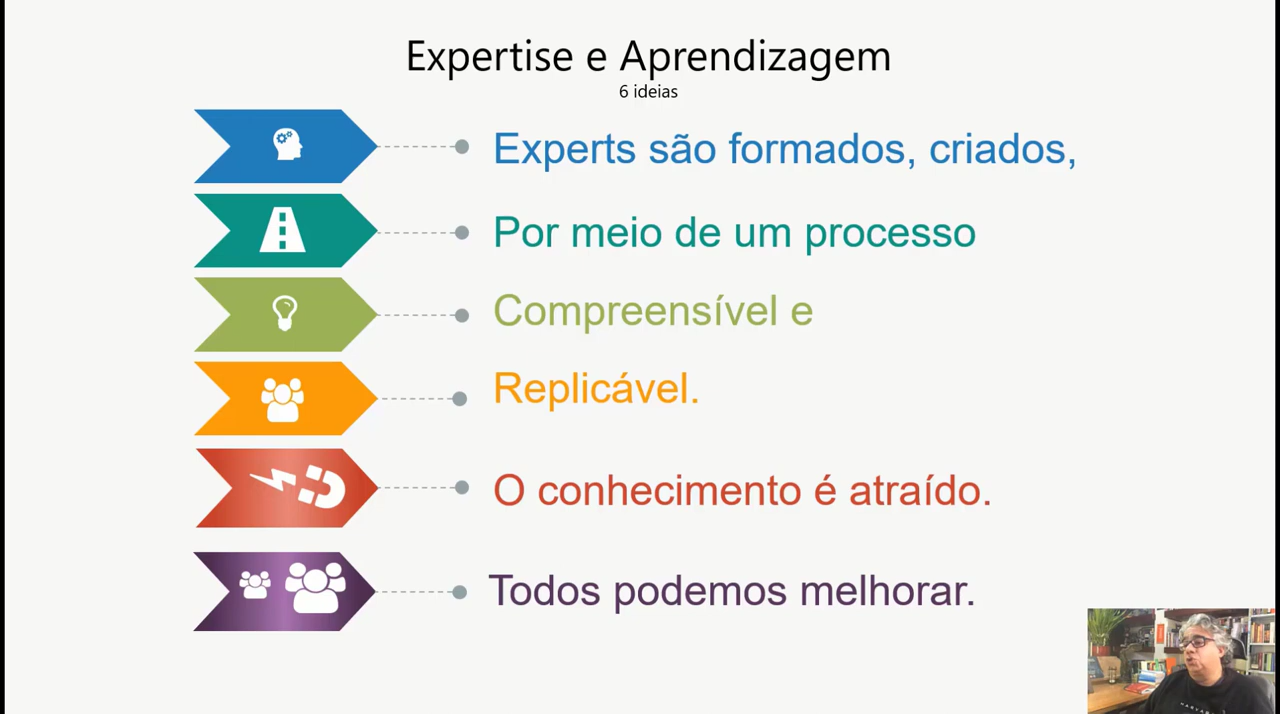 Expertise e Aprendizagem
6 ideias
Experts são formados, criados,
Por meio de um processo
Compreensível e
Replicável.
O conhecimento é atraído.
Todos podemos melhorar.